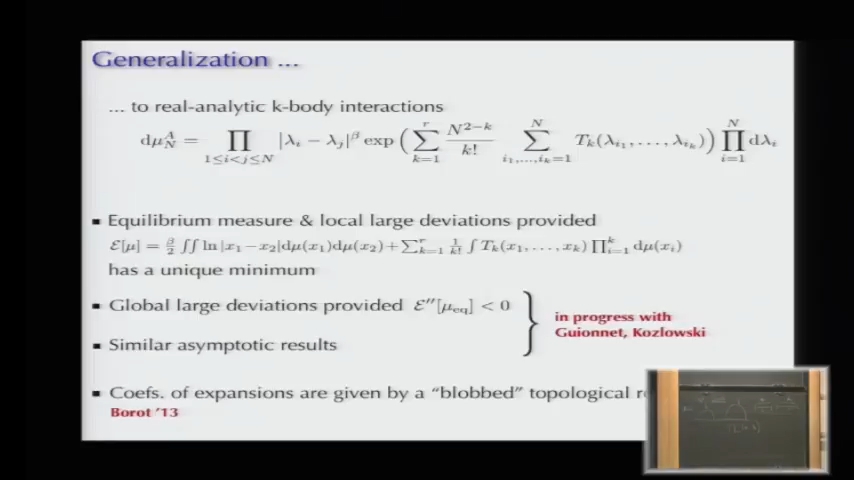 Generalization ...
... to real-analytic k-body interactions
dμ_N^A = ∏_{1≤i<j≤N} |λ_i − λ_j|^β exp ( ∑_{k=1}^r N^{2−k}/k! ∑_{i_1,...,i_k=1}^N T_k(λ_{i_1}, . . . , λ_{i_k}) ) ∏_{i=1}^N dλ_i
▪ Equilibrium measure & local large deviations provided
ℰ[μ] = β/2 ∬ ln |x_1−x_2|dμ(x_1)dμ(x_2)+∑_{k=1}^r 1/k! ∫ T_k(x_1, . . . , x_k) ∏_{i=1}^k dμ(x_i)
has a unique minimum
▪ Global large deviations provided ℰ''[μ_eq] < 0
▪ Similar asymptotic results
in progress with
Guionnet, Kozlowski
▪ Coefs. of expansions are given by a "blobbed" topological
Borot '13